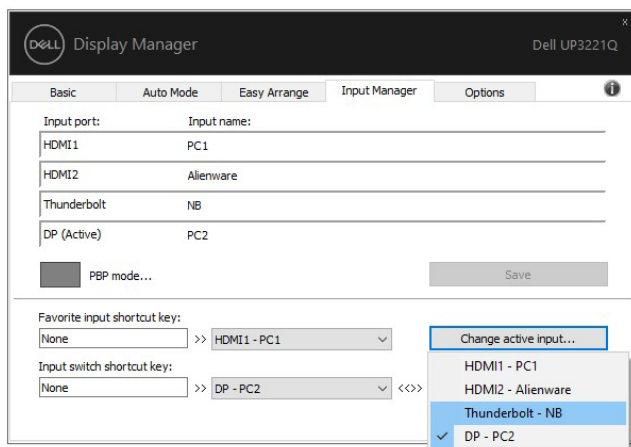 x
DELL Display Manager Dell UP3221Q
Basic Auto Mode Easy Arrange Input Manager Options i
Input port: Input name:
HDMI1 PC1
HDMI2 Alienware
Thunderbolt NB
DP (Active) PC2
PBP mode... Save
Favorite input shortcut key:
None >> HDMI1 - PC1 Change active input...
Input switch shortcut key:
None >> DP - PC2 <<>>
HDMI1 - PC1
HDMI2 - Alienware
Thunderbolt - NB
DP - PC2